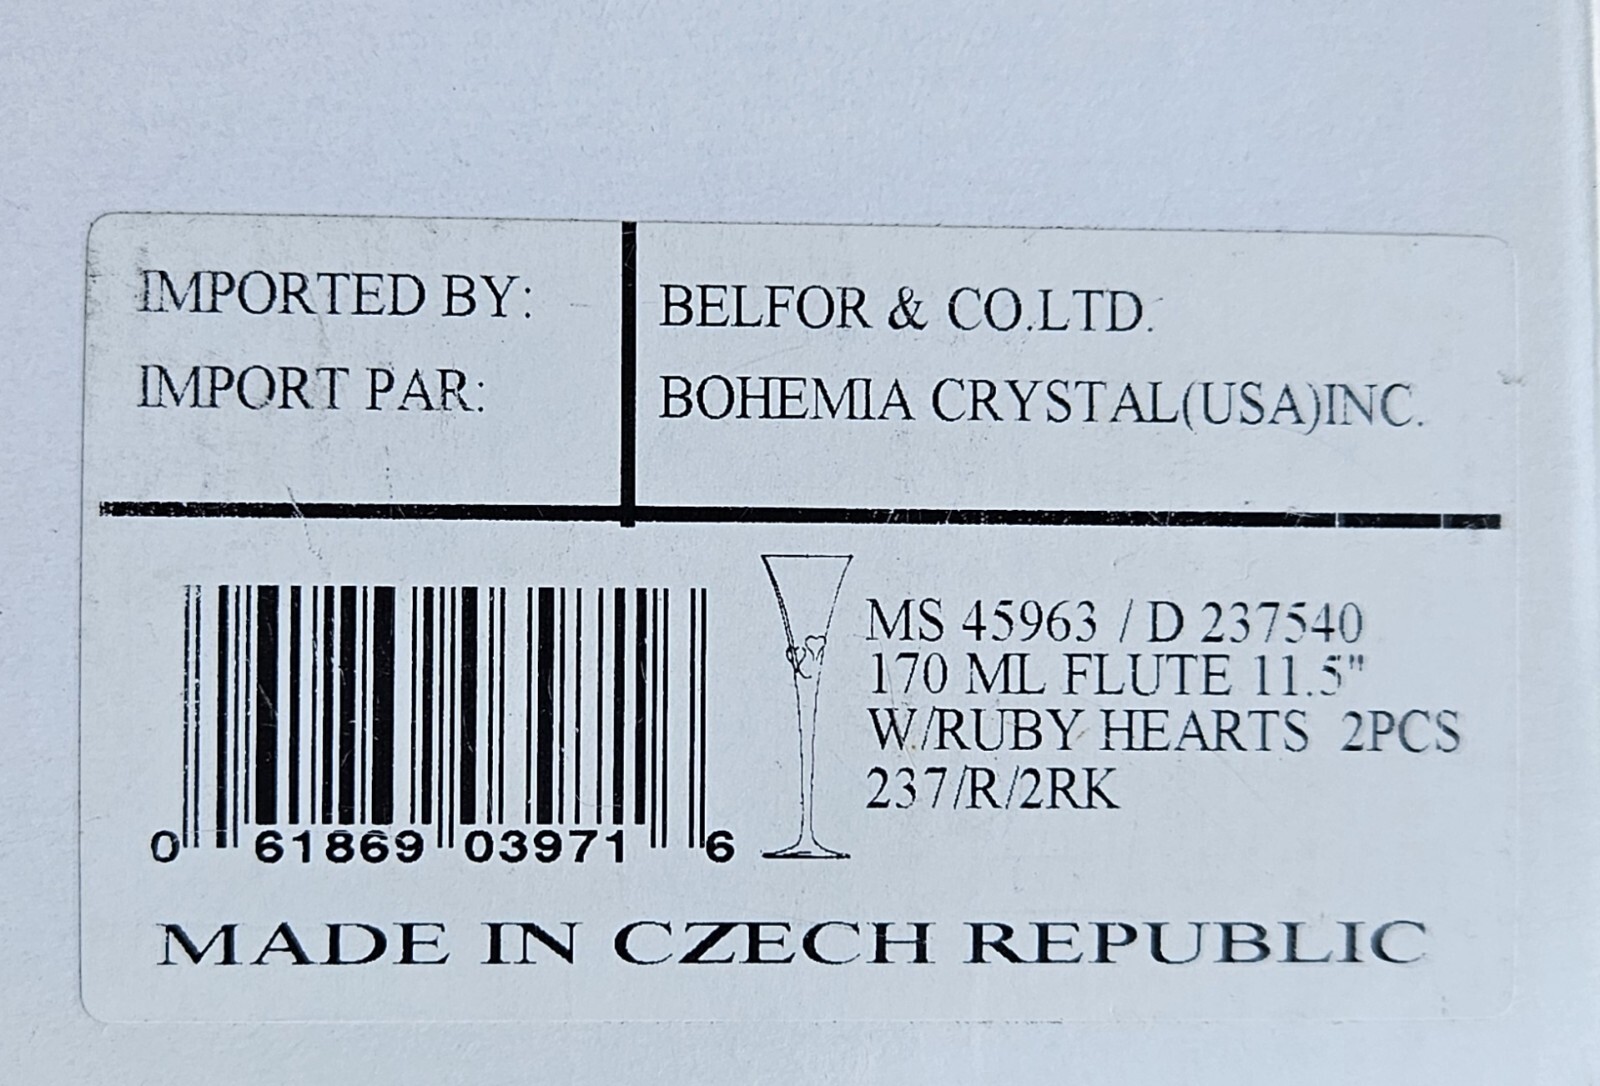 IMPORTED BY:
IMPORT PAR:
BELFOR & CO.LTD.
BOHEMIA CRYSTAL(USA)INC.
MS 45963 / D 237540
170 ML FLUTE 11.5"
W./RUBY HEARTS 2PCS
237/R/2RK
0 61869 03971 6
MADE IN CZECH REPUBLIC